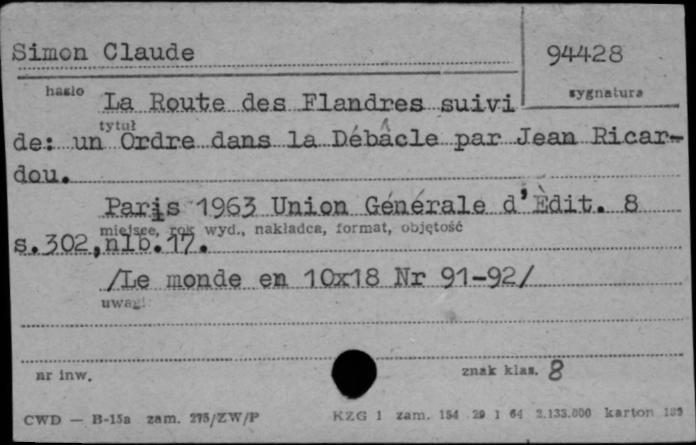 Simon Claude 94428
hasło sygnatura
La Route des Flandres suivi
tytuł
de: un Ordre dans la Débâcle par Jean Ricar-
dou.
Paris 1963 Union Générale d'Èdit. 8
miejsce, rok wyd., nakładca, format, objętość
s.302,nlb.17.
/Le monde en 10x18 Nr 91-92/
uwagi:
nr inw. znak klas. 8
CWD — B-15a zam. 275/ZW/P KZG 1 zam. 154 29 1 64 2.133.000 karton